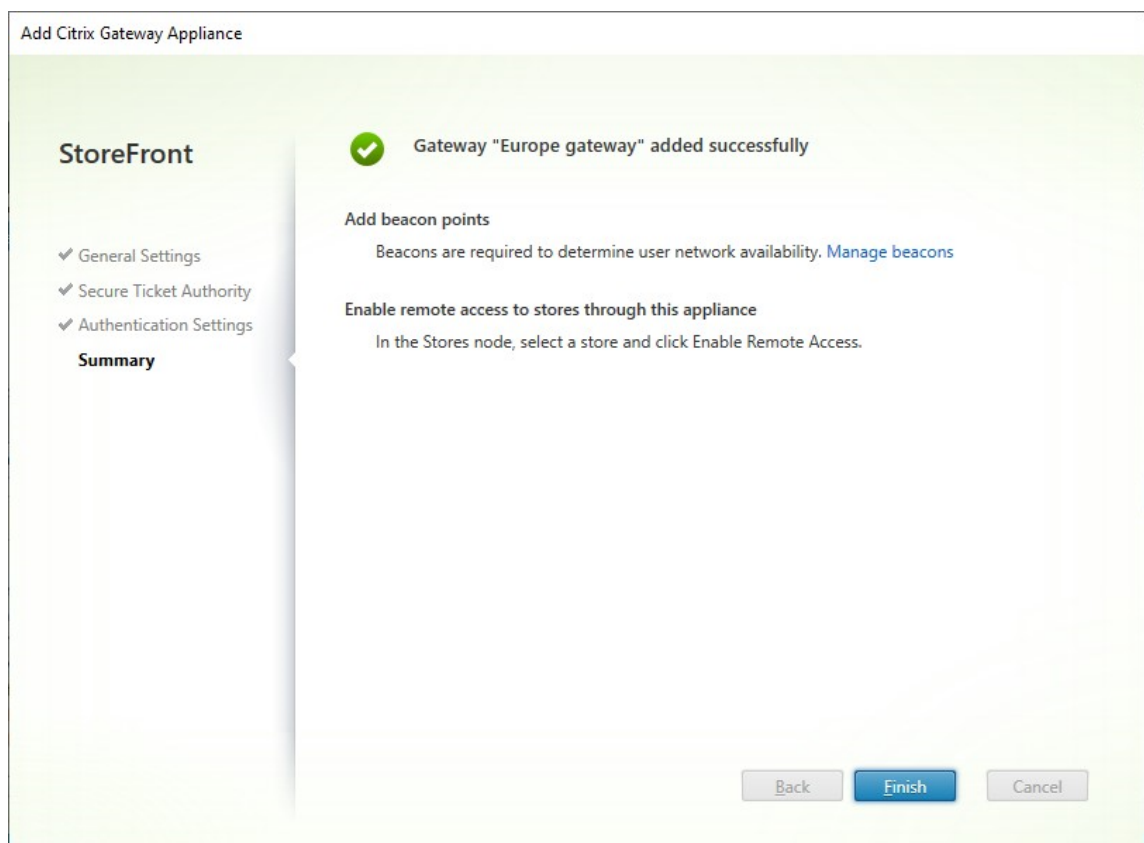 Add Citrix Gateway Appliance
StoreFront
General Settings
Secure Ticket Authority
Authentication Settings
Summary
Gateway "Europe gateway" added successfully
Add beacon points
Beacons are required to determine user network availability. Manage beacons
Enable remote access to stores through this appliance
In the Stores node, select a store and click Enable Remote Access.
Back Finish Cancel